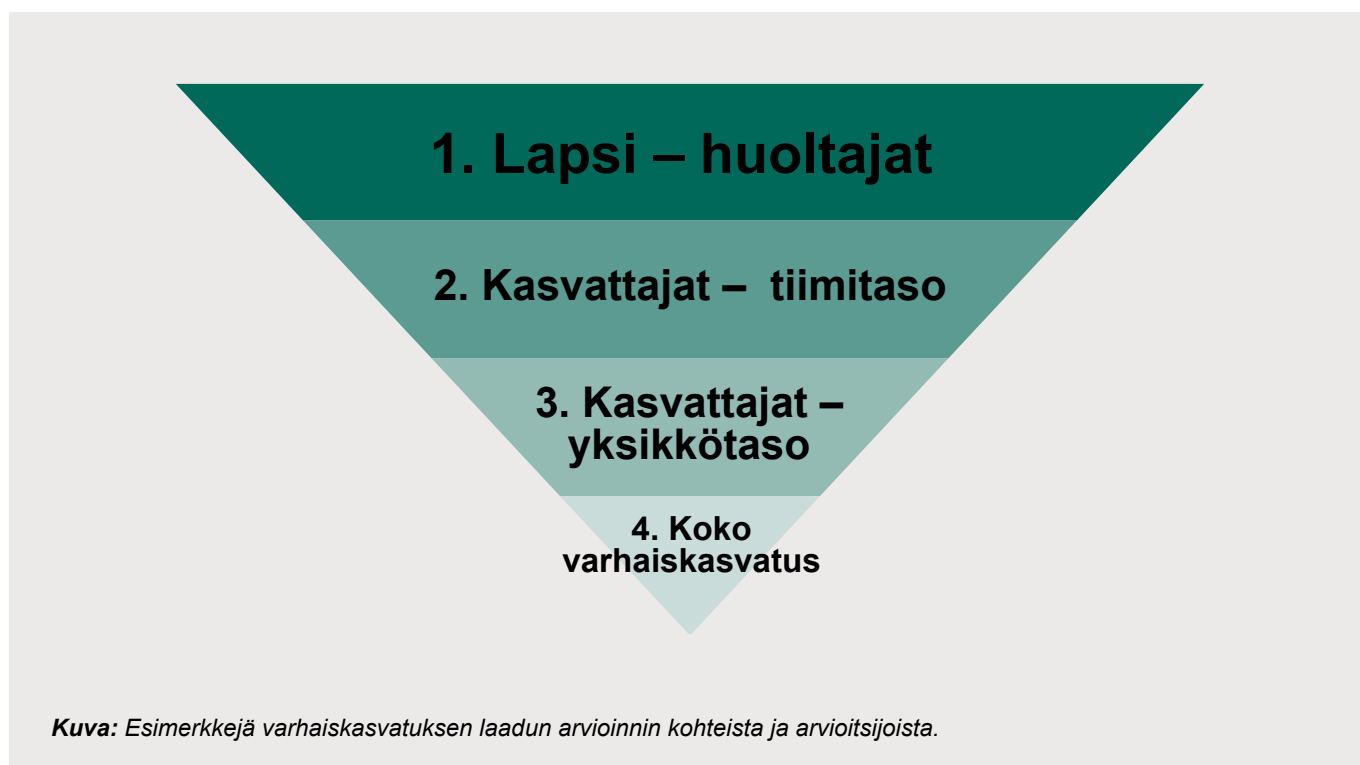 1. Lapsi – huoltajat
2. Kasvattajat – tiimitaso
3. Kasvattajat –
yksikkötaso
4. Koko
varhaiskasvatus
Kuva: Esimerkkejä varhaiskasvatuksen laadun arvioinnin kohteista ja arvioitsijoista.